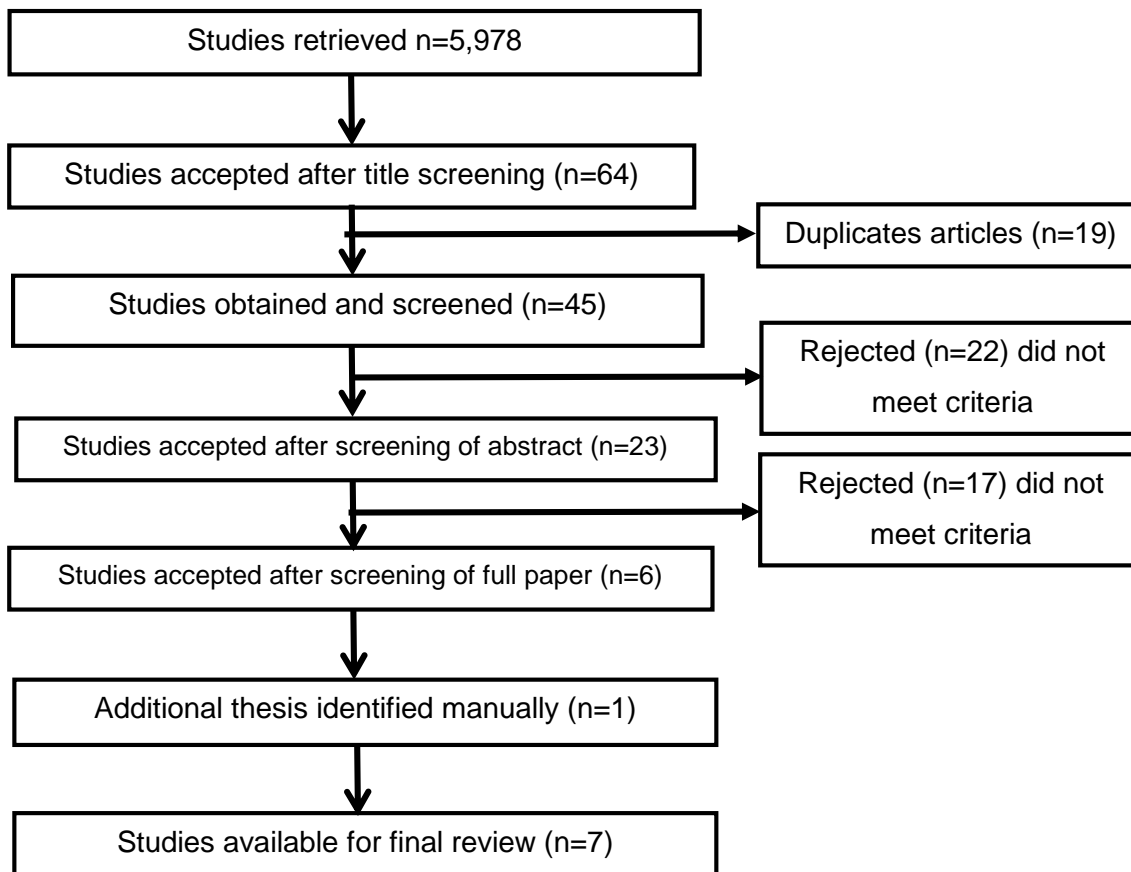 Studies retrieved n=5,978
Studies accepted after title screening (n=64)
Duplicates articles (n=19)
Studies obtained and screened (n=45)
Rejected (n=22) did not
meet criteria
Studies accepted after screening of abstract (n=23)
Rejected (n=17) did not
meet criteria
Studies accepted after screening of full paper (n=6)
Additional thesis identified manually (n=1)
Studies available for final review (n=7)